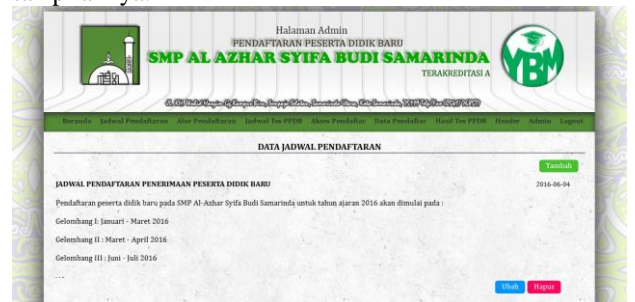 Halaman Admin
PENDAFTARAN PESERTA DIDIK BARU
SMP AL AZHAR SYIFA BUDI SAMARINDA
TERAKREDITASI A
YBM
Beranda Jadwal Pendaftaran Alur Pendaftaran Jadwal Tes PPDB Akun Pendaftar Data Pendaftar Hasil Tes PPDB Header Admin Logout
DATA JADWAL PENDAFTARAN
Tambah
JADWAL PENDAFTARAN PENERIMAAN PESERTA DIDIK BARU 2016-06-04
Pendaftaran peserta didik baru pada SMP Al-Azhar Syifa Budi Samarinda untuk tahun ajaran 2016 akan dimulai pada :
Gelombang I: Januari - Maret 2016
Gelombang II : Maret - April 2016
Gelombang III : Juni - Juli 2016
...
Ubah Hapus